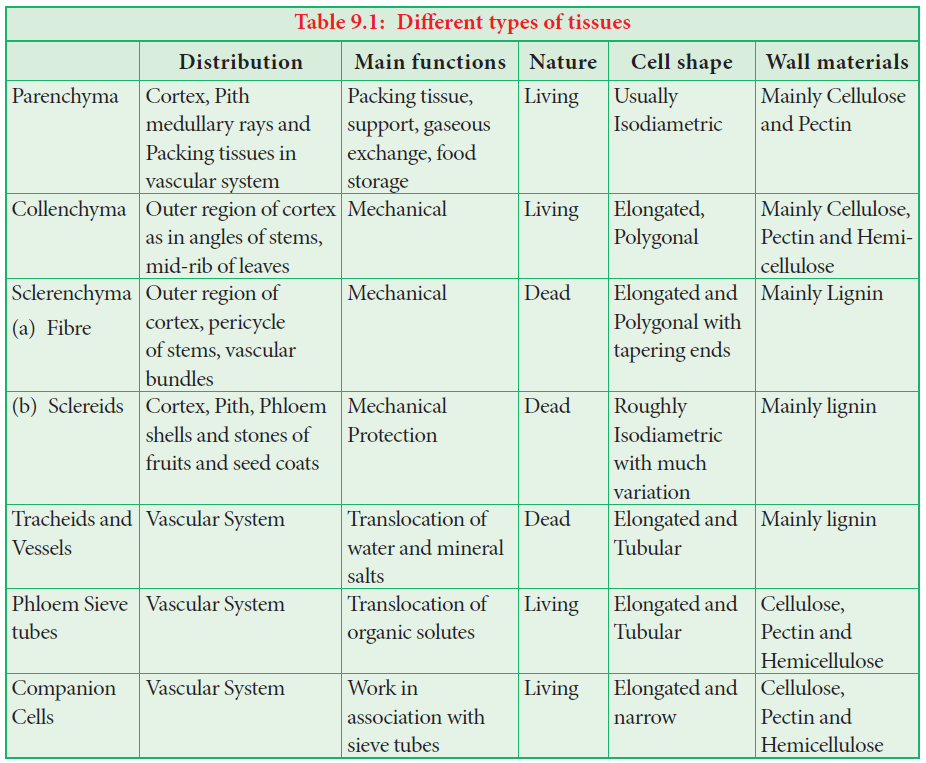 Table 9.1: Different types of tissues
Distribution Main functions Nature Cell shape Wall materials
Parenchyma Cortex, Pith Packing tissue, Living Usually Mainly Cellulose
medullary rays and support, gaseous Isodiametric and Pectin
Packing tissues in exchange, food
vascular system storage
Collenchyma Outer region of cortex Mechanical Living Elongated, Mainly Cellulose,
as in angles of stems, Polygonal Pectin and Hemi-
mid-rib of leaves cellulose
Sclerenchyma Outer region of Mechanical Dead Elongated and Mainly Lignin
(a) Fibre cortex, pericycle Polygonal with
of stems, vascular tapering ends
bundles
(b) Sclereids Cortex, Pith, Phloem Mechanical Dead Roughly Mainly lignin
shells and stones of Protection Isodiametric
fruits and seed coats with much
variation
Tracheids and Vascular System Translocation of Dead Elongated and Mainly lignin
Vessels water and mineral Tubular
salts
Phloem Sieve Vascular System Translocation of Living Elongated and Cellulose,
tubes organic solutes Tubular Pectin and
Hemicellulose
Companion Vascular System Work in Living Elongated and Cellulose,
Cells association with narrow Pectin and
sieve tubes Hemicellulose